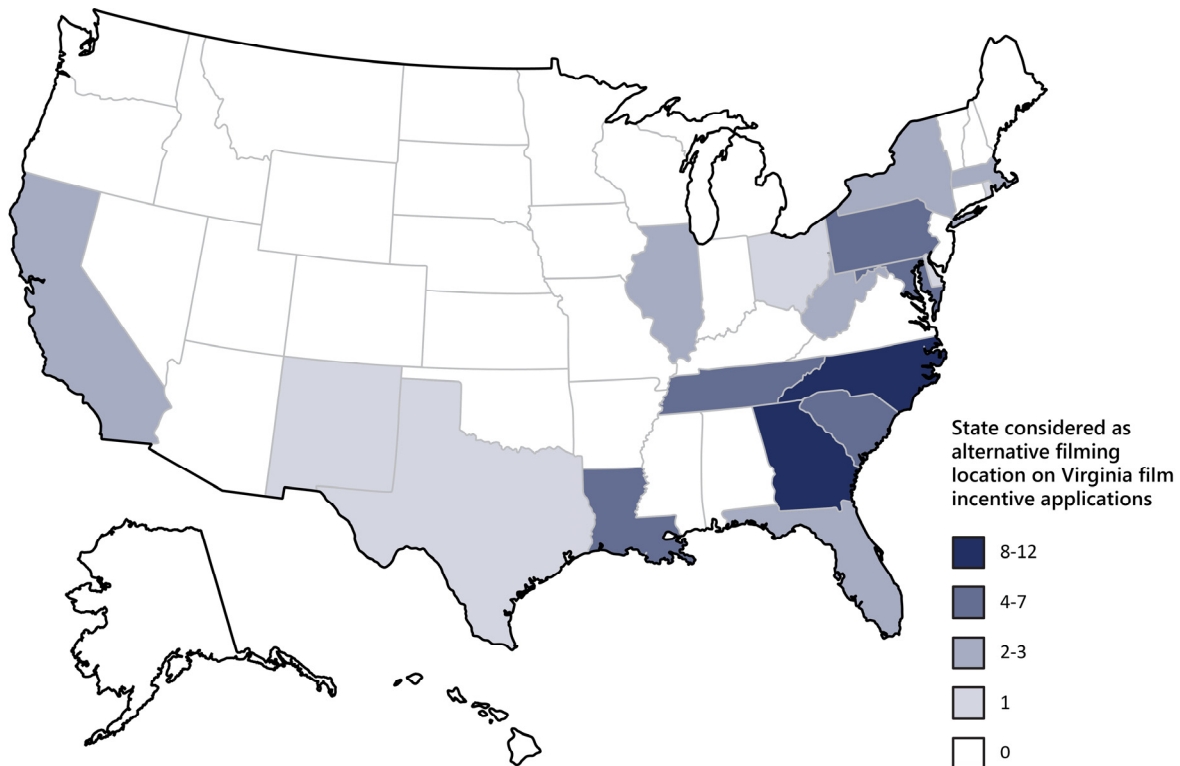 State considered as
alternative filming
location on Virginia film
incentive applications
8-12
4-7
2-3
1
0